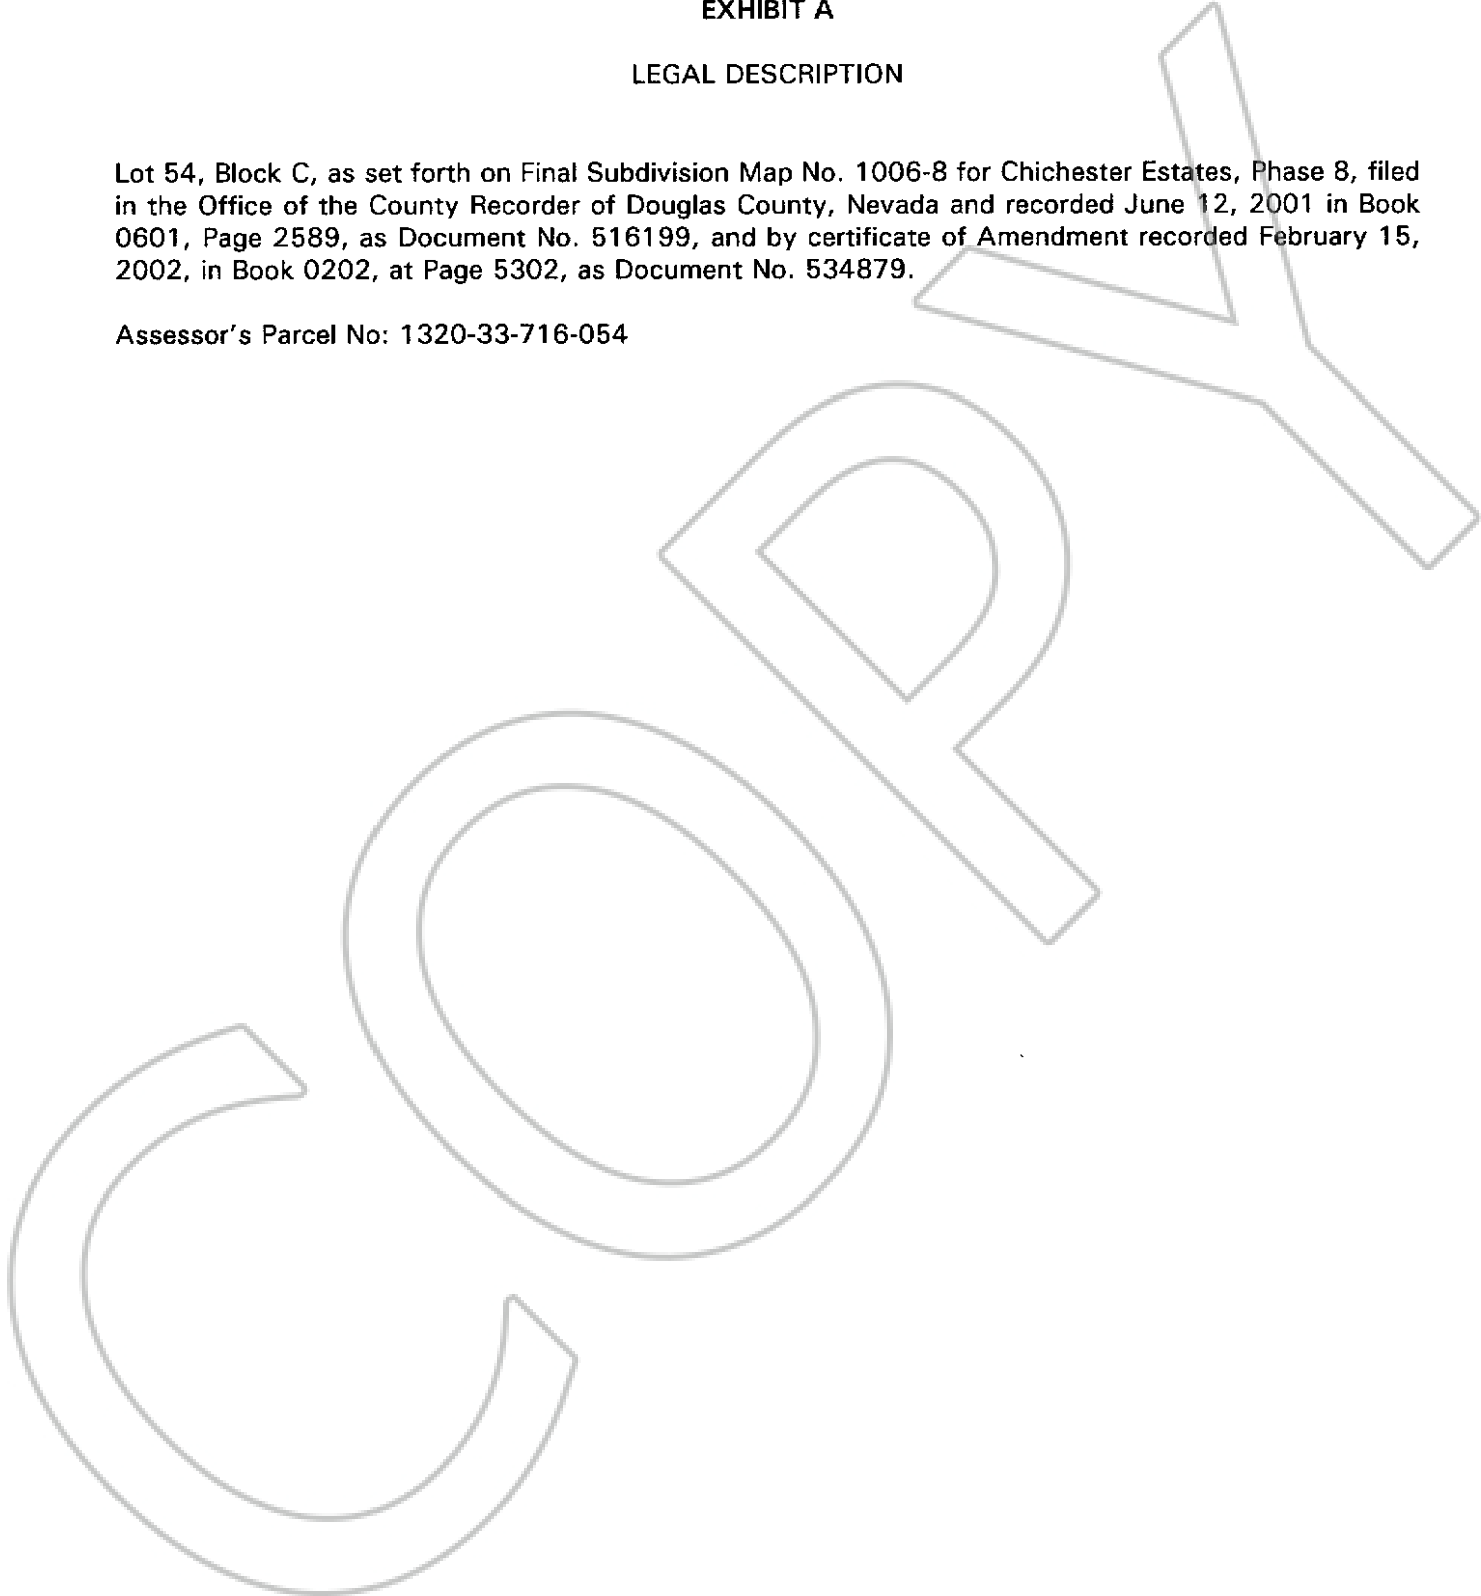 EXHIBIT A
LEGAL DESCRIPTION
Lot 54, Block C, as set forth on Final Subdivision Map No. 1006-8 for Chichester Estates, Phase 8, filed
in the Office of the County Recorder of Douglas County, Nevada and recorded June 12, 2001 in Book
0601, Page 2589, as Document No. 516199, and by certificate of Amendment recorded February 15,
2002, in Book 0202, at Page 5302, as Document No. 534879.
Assessor's Parcel No: 1320-33-716-054
COPY